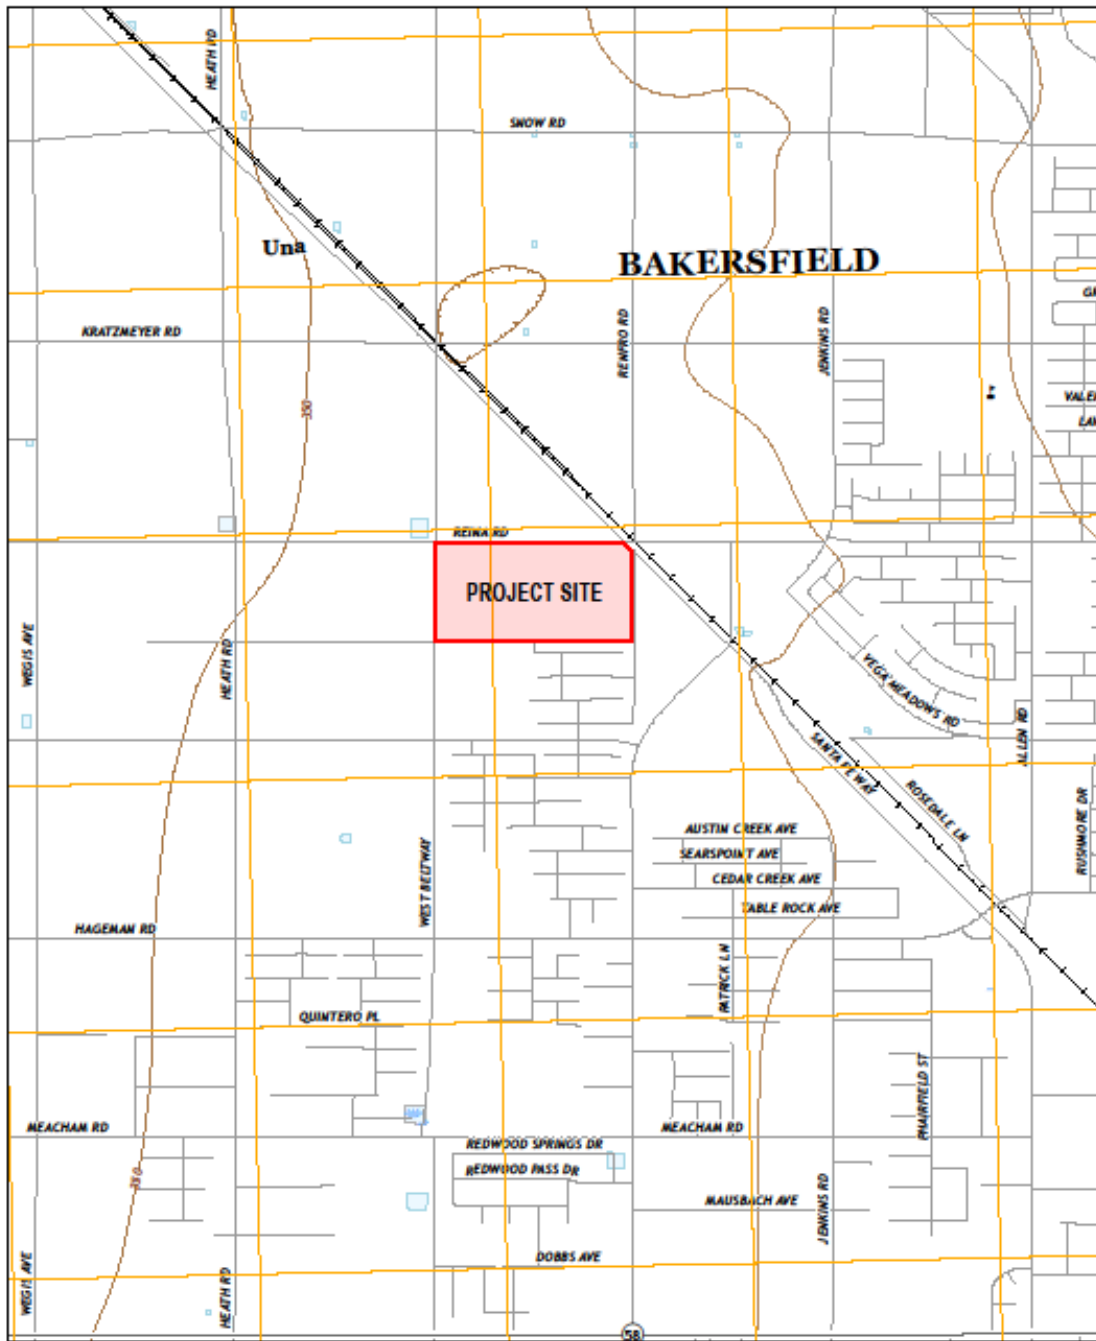 HEATH RD
SNOW RD
Una
BAKERSFIELD
KRATZMEYER RD
RENFRO RD
JENKINS RD
350
REINA RD
PROJECT SITE
WEGIS AVE
HEATH RD
VEGA MEADOWS RD
ALLEN RD
SANTA FE WAY
ROSEDALE LN
RUSHMORE DR
AUSTIN CREEK AVE
SEARSPOINT AVE
CEDAR CREEK AVE
TABLE ROCK AVE
WEST BELTWAY
HAGEMAN RD
PATRICK LN
QUINTERO PL
PHAIRFIELD ST
MEACHAM RD
MEACHAM RD
REDWOOD SPRINGS DR
REDWOOD PASS DR
350
MAUSBACH AVE
JENKINS RD
DOBBS AVE
WEGIS AVE
HEATH RD
58